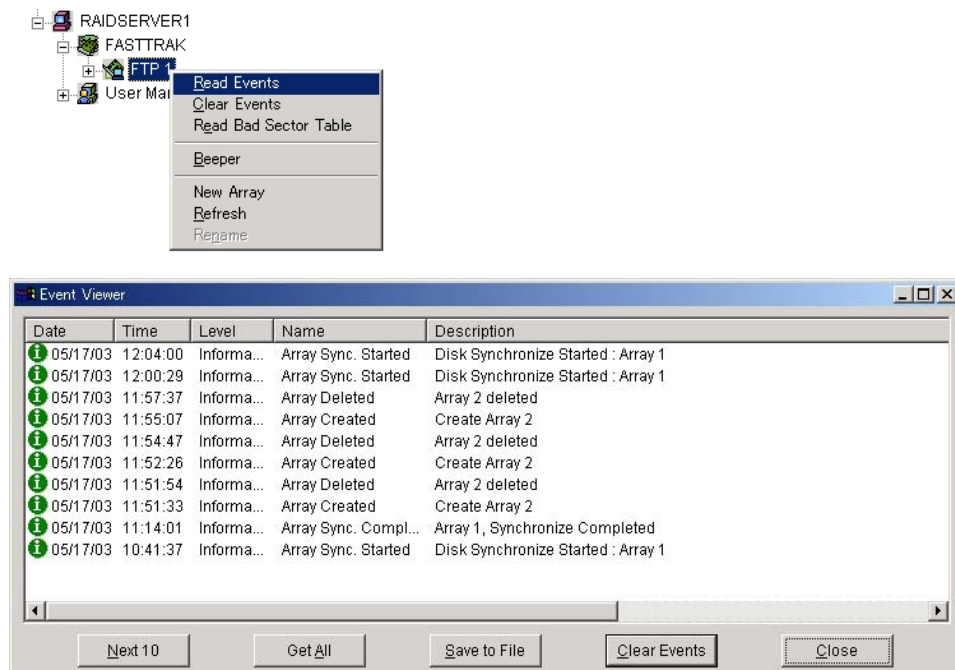 RAIDSERVER1
FASTTRAK
FTP 1
User Ma
Read Events
Clear Events
Read Bad Sector Table
Beeper
New Array
Refresh
Rename
Event Viewer
Date Time Level Name Description
05/17/03 12:04:00 Informa... Array Sync. Started Disk Synchronize Started : Array 1
05/17/03 12:00:29 Informa... Array Sync. Started Disk Synchronize Started : Array 1
05/17/03 11:57:37 Informa... Array Deleted Array 2 deleted
05/17/03 11:55:07 Informa... Array Created Create Array 2
05/17/03 11:54:47 Informa... Array Deleted Array 2 deleted
05/17/03 11:52:26 Informa... Array Created Create Array 2
05/17/03 11:51:54 Informa... Array Deleted Array 2 deleted
05/17/03 11:51:33 Informa... Array Created Create Array 2
05/17/03 11:14:01 Informa... Array Sync. Compl... Array 1, Synchronize Completed
05/17/03 10:41:37 Informa... Array Sync. Started Disk Synchronize Started : Array 1
Next 10 Get All Save to File Clear Events Close